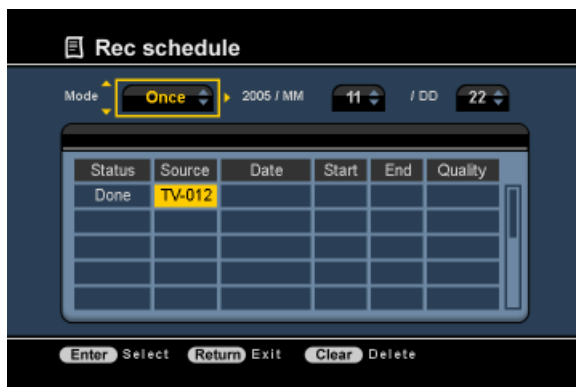 Rec schedule
Mode Once 2005 / MM 11 / DD 22
Status Source Date Start End Quality
Done TV-012
Enter Select Return Exit Clear Delete